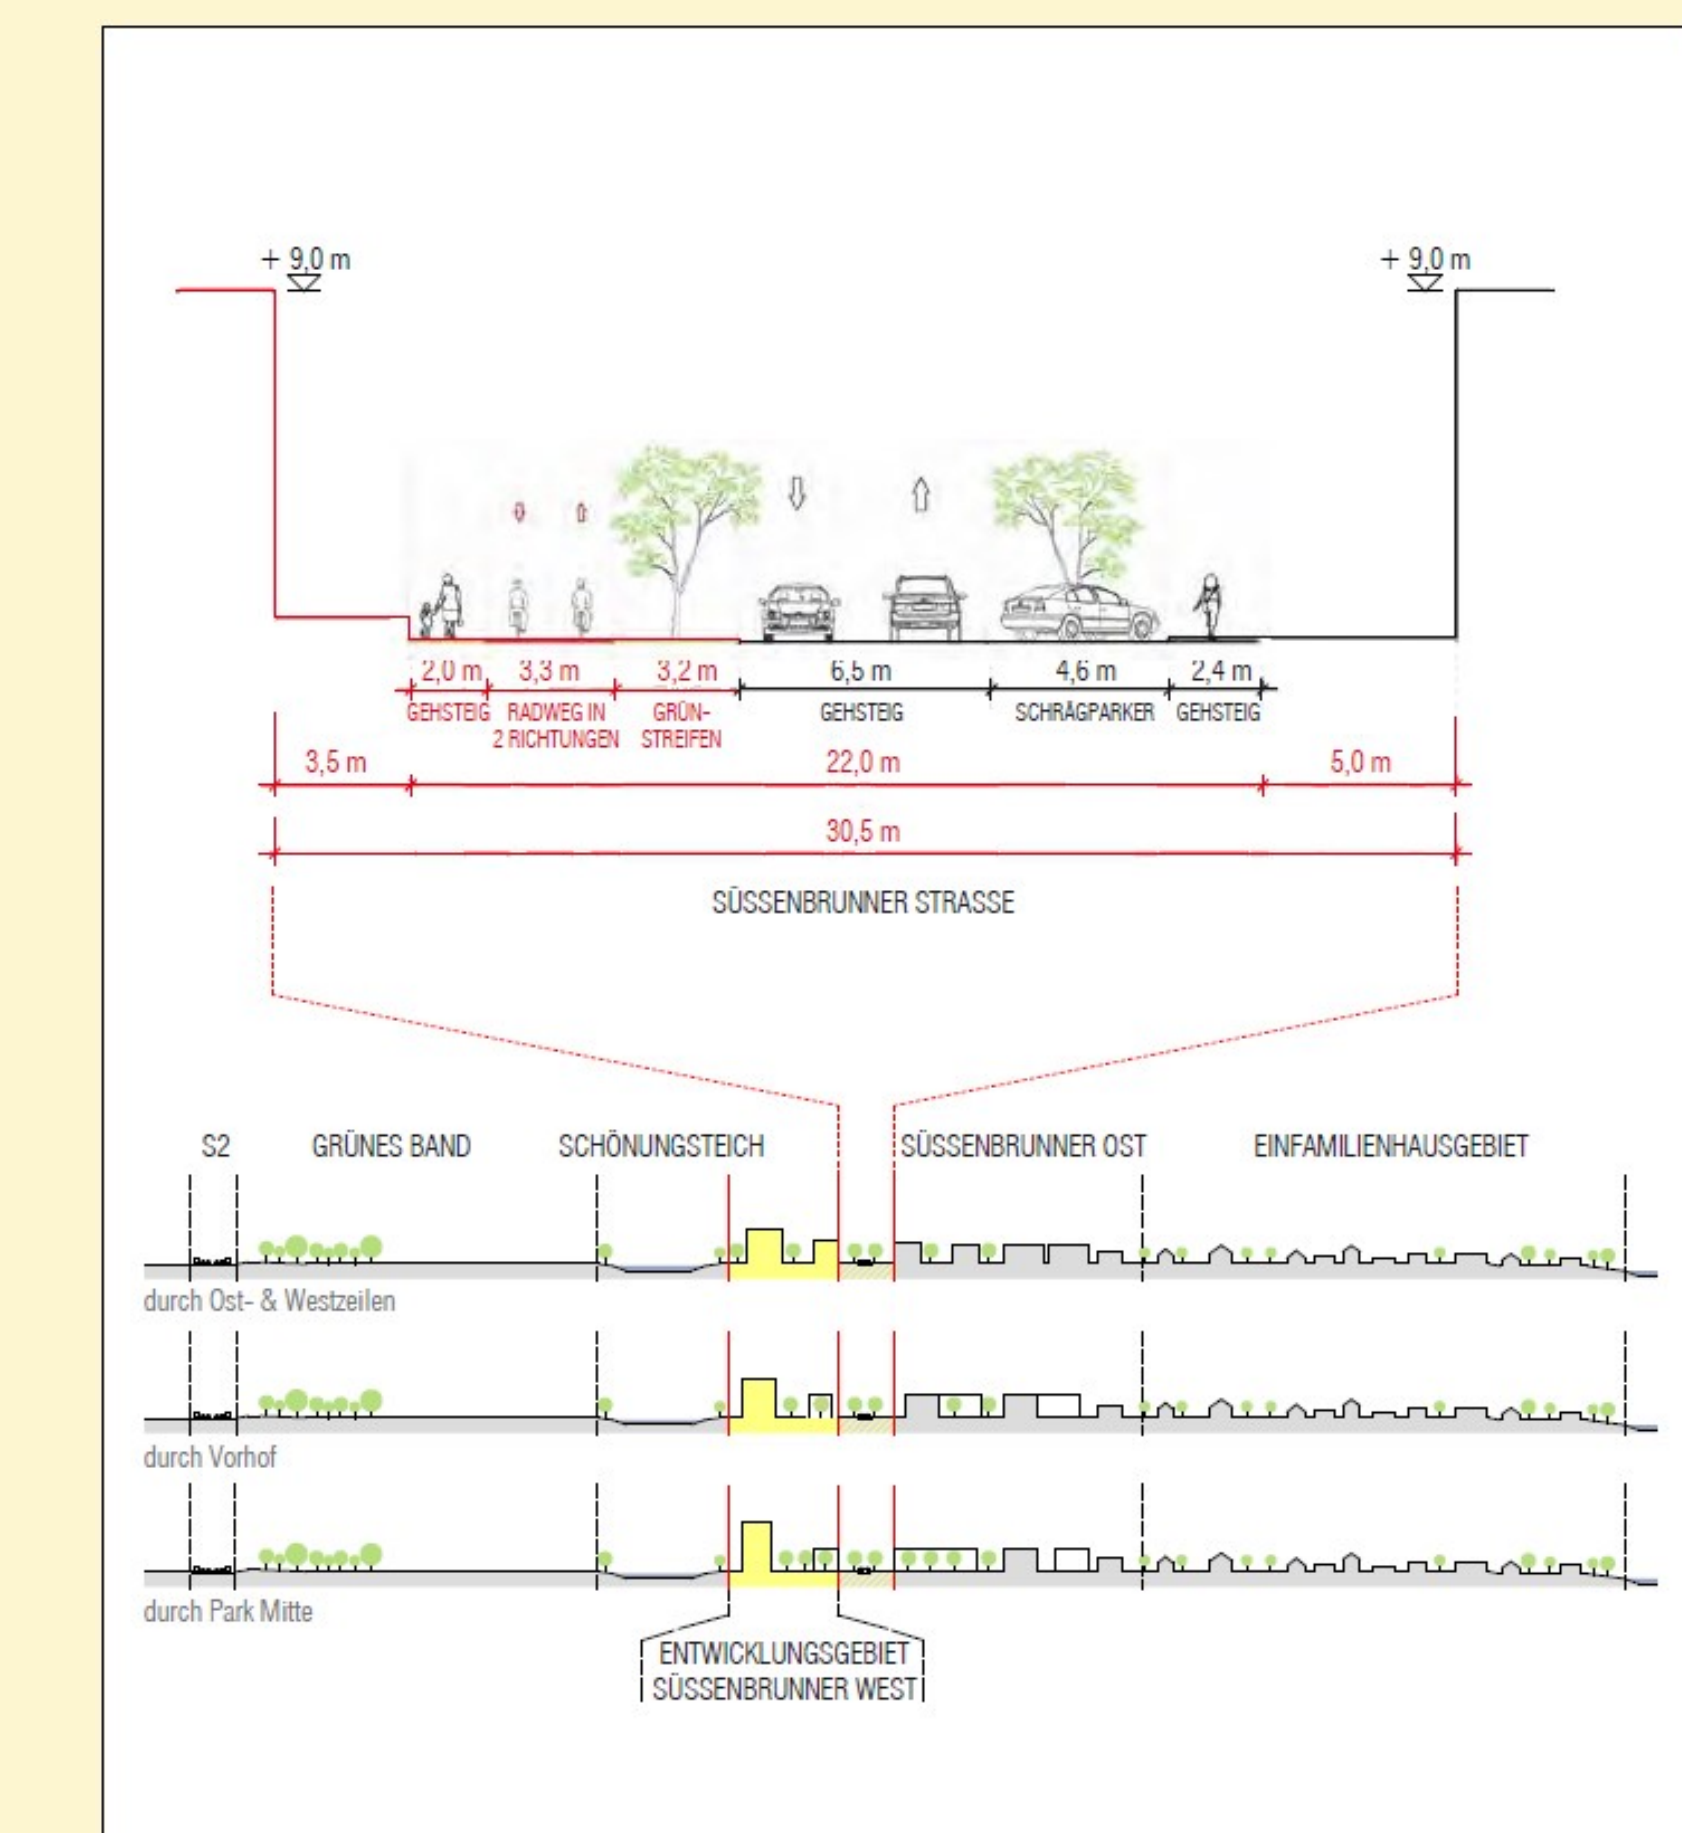 + 9,0 m
+ 9,0 m
2,0 m
3,3 m
3,2 m
6,5 m
4,6 m
2,4 m
GEHSTEIG
RADWEG IN
2 RICHTUNGEN
GRÜN-
STREIFEN
GEHSTEIG
SCHRÄGPARKER
GEHSTEIG
3,5 m
22,0 m
5,0 m
30,5 m
SÜSSENBRUNNER STRASSE
S2
GRÜNES BAND
SCHÖNUNGSTEICH
SÜSSENBRUNNER OST
EINFAMILIENHAUSGEBIET
durch Ost- & Westzeilen
durch Vorhof
durch Park Mitte
ENTWICKLUNGSGEBIET
SÜSSENBRUNNER WEST